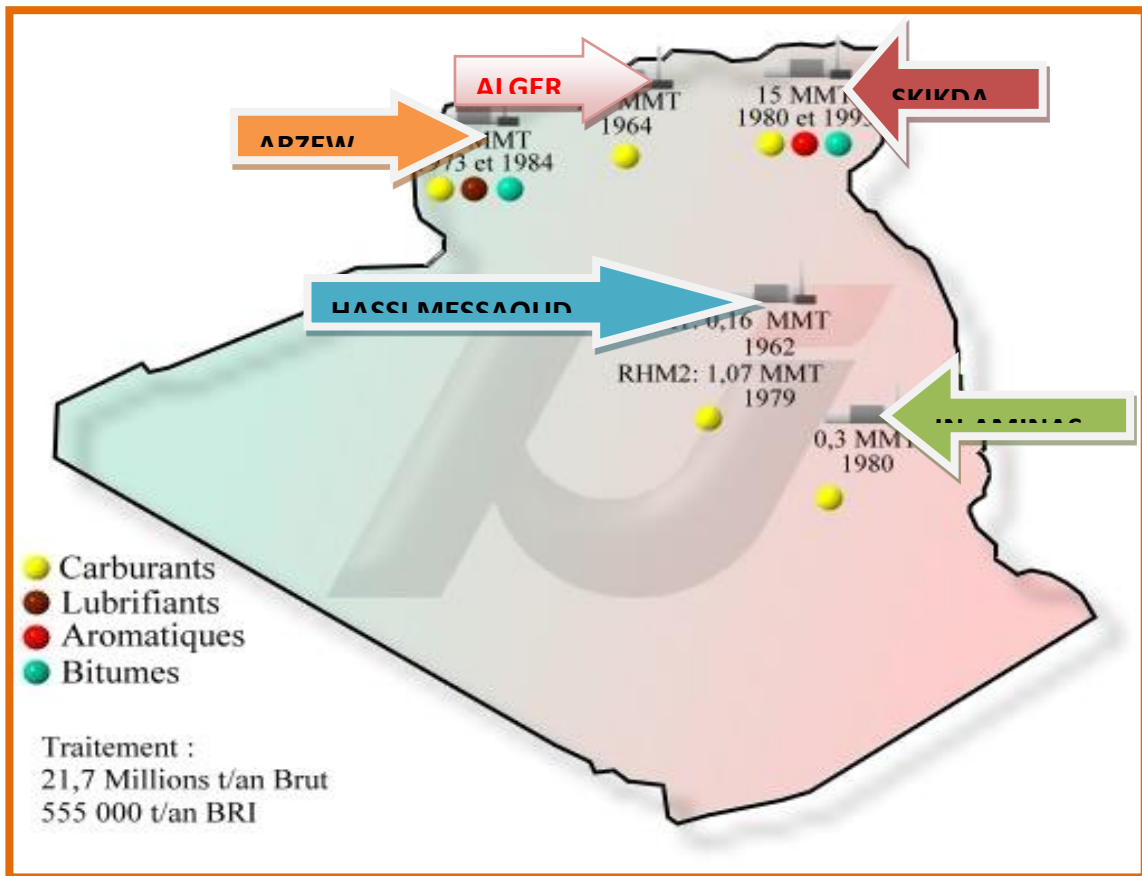 ALGER
MMT
1964
15 MMT
1980 et 199
SKIKDA
ARZEW
MMT
973 et 1984
HASSI MESSAOUD
0,16 MMT
1962
RHM2: 1,07 MMT
1979
IN AMINAS
0,3 MMT
1980
Carburants
Lubrifiants
Aromatiques
Bitumes
Traitement :
21,7 Millions t/an Brut
555 000 t/an BRI